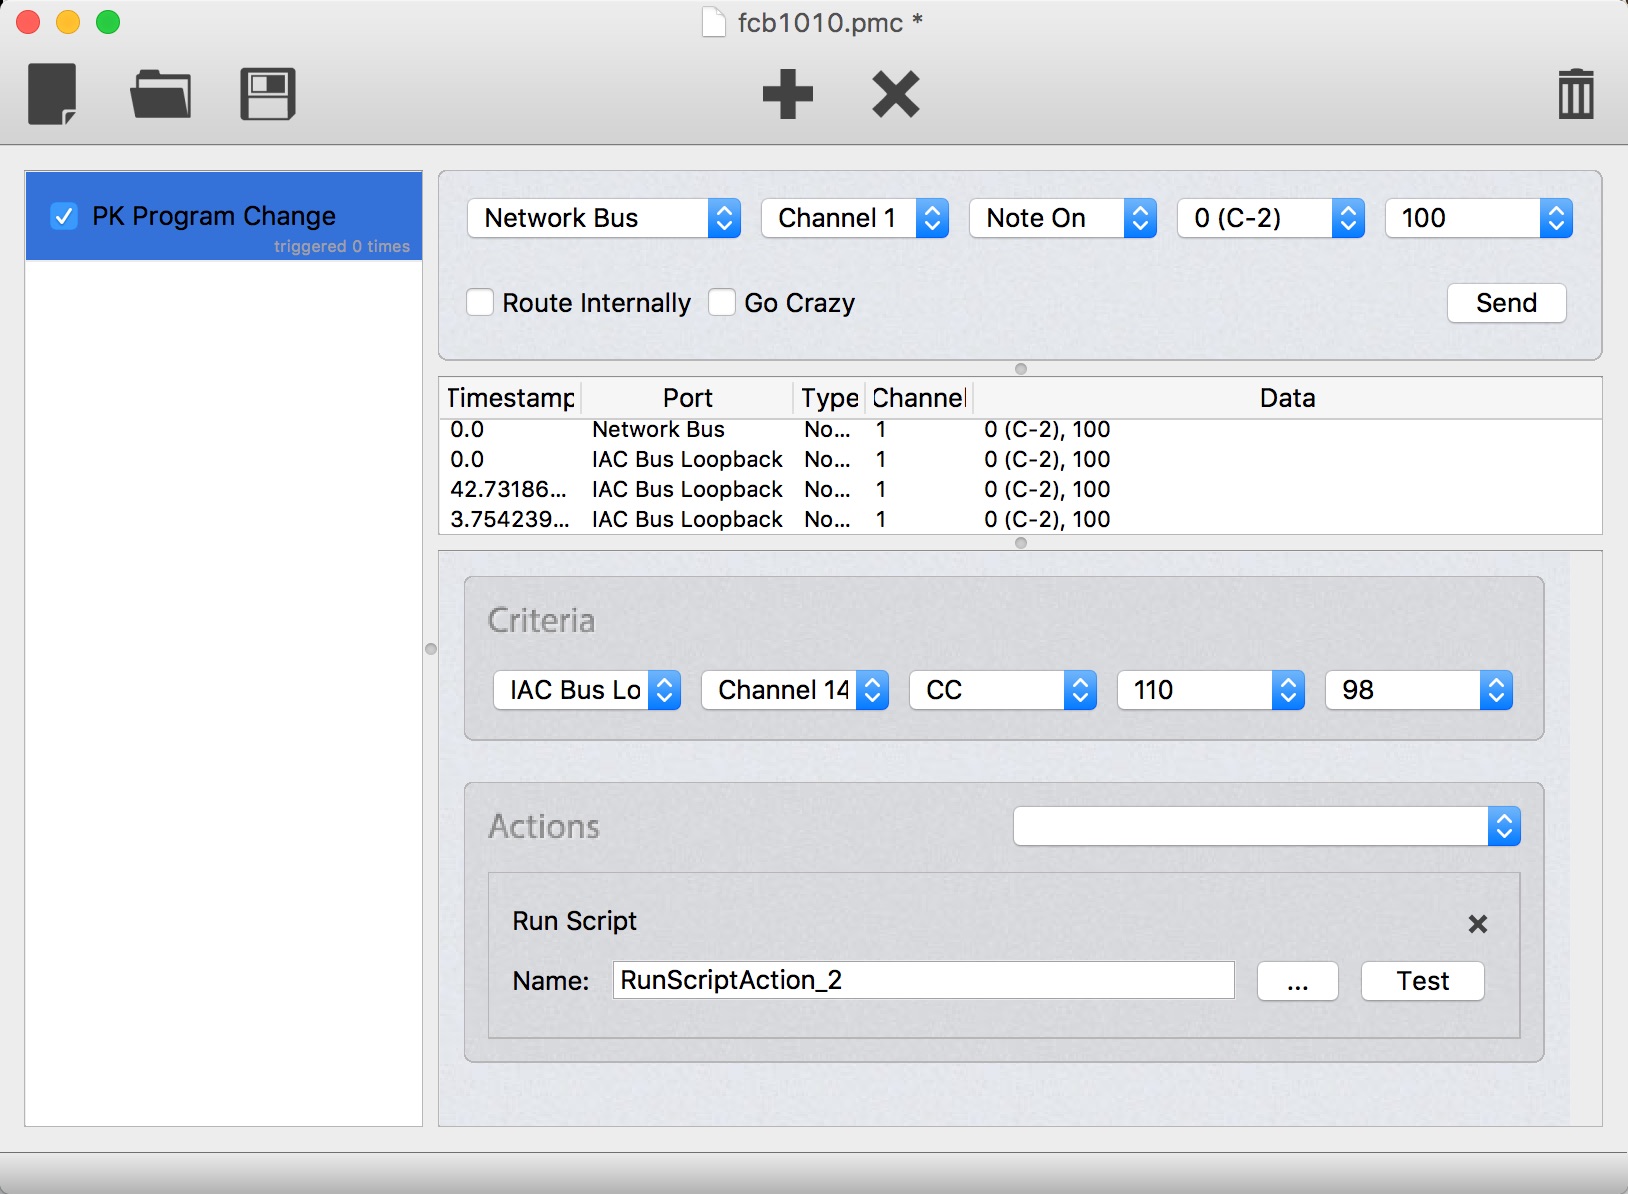 fcb1010.pmc *
PK Program Change
triggered 0 times
Network Bus Channel 1 Note On 0 (C-2) 100
Route Internally Go Crazy Send
Timestamp Port Type Channel Data
0.0 Network Bus No... 1 0 (C-2), 100
0.0 IAC Bus Loopback No... 1 0 (C-2), 100
42.73186... IAC Bus Loopback No... 1 0 (C-2), 100
3.754239... IAC Bus Loopback No... 1 0 (C-2), 100
Criteria
IAC Bus Lo Channel 14 CC 110 98
Actions
Run Script
Name: RunScriptAction_2 ... Test